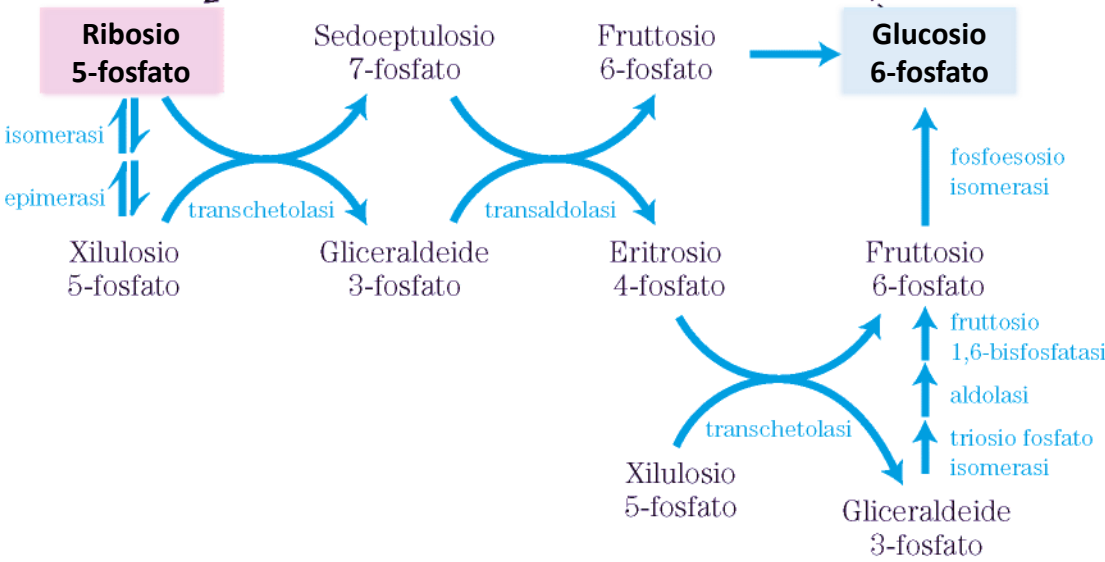 Ribosio
5-fosfato
Sedoeptulosio
7-fosfato
Fruttosio
6-fosfato
Glucosio
6-fosfato
isomerasi
epimerasi
transchetolasi
transaldolasi
fosfoesosio
isomerasi
Xilulosio
5-fosfato
Gliceraldeide
3-fosfato
Eritrosio
4-fosfato
Fruttosio
6-fosfato
fruttosio
1,6-bisfosfatasi
aldolasi
transchetolasi
triosio fosfato
isomerasi
Xilulosio
5-fosfato
Gliceraldeide
3-fosfato